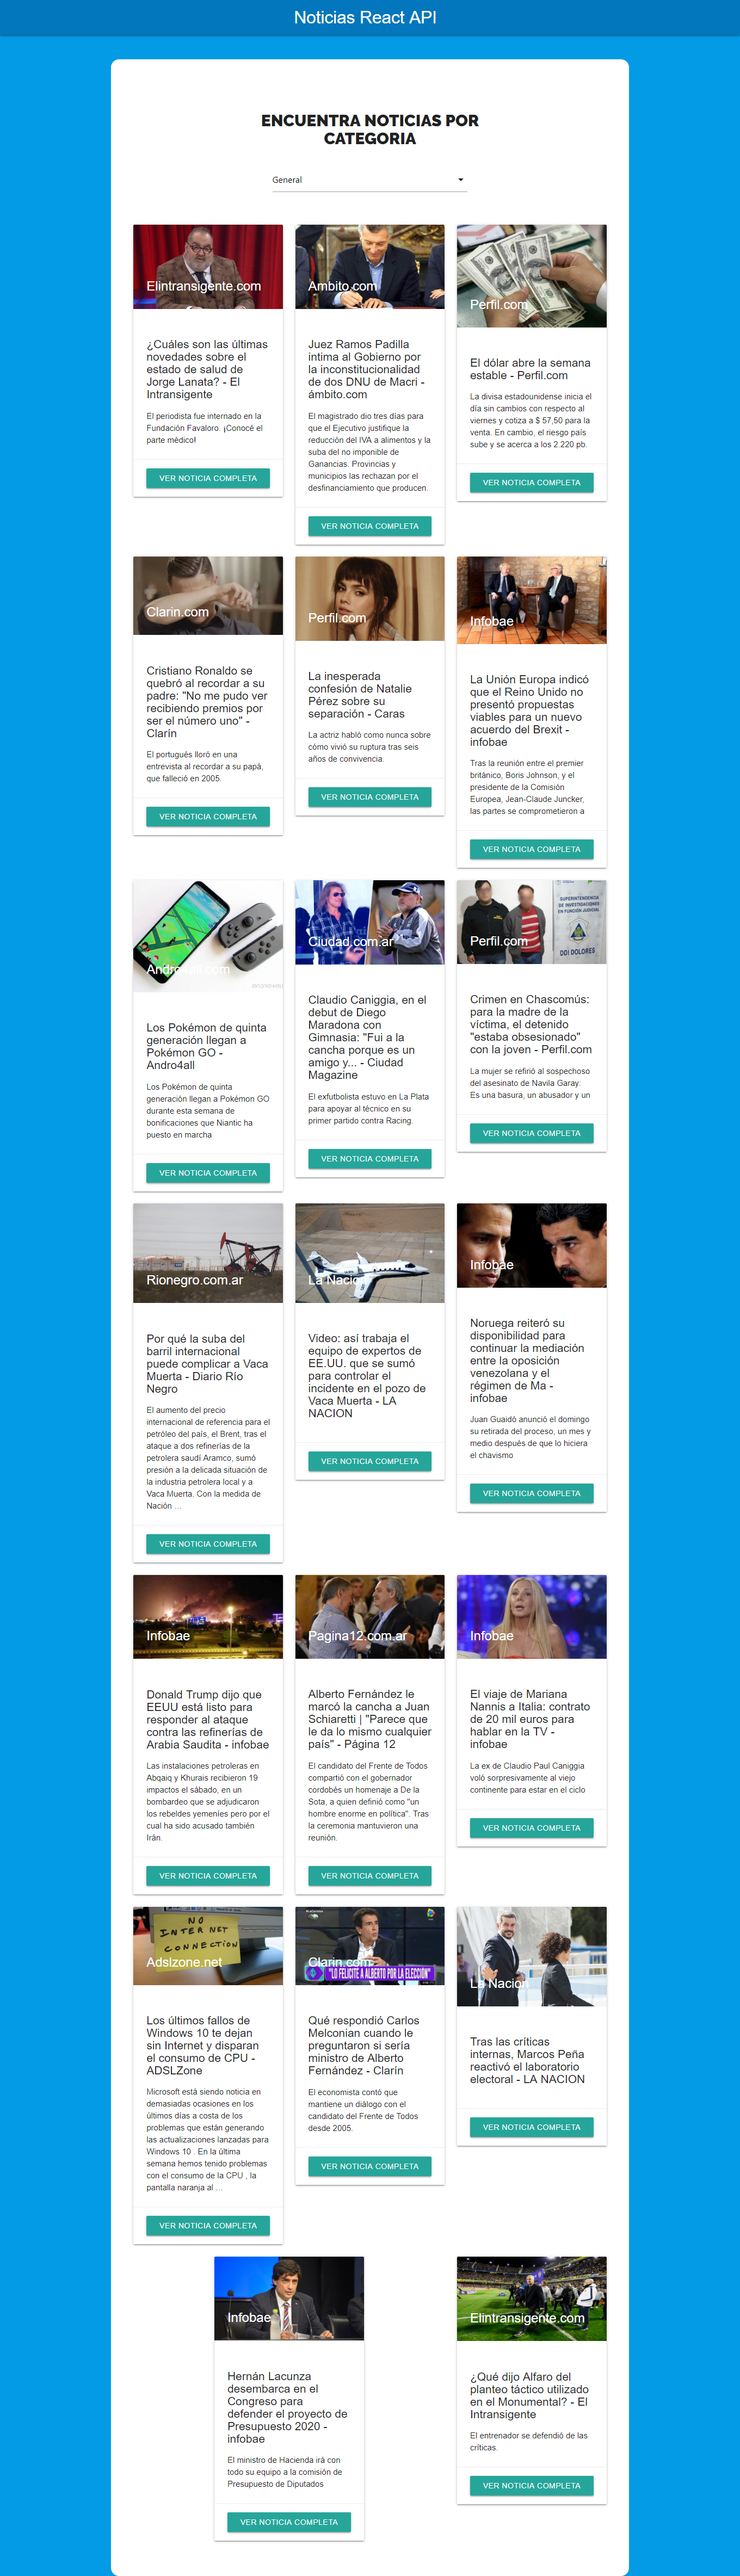 Noticias React API
ENCUENTRA NOTICIAS POR
CATEGORIA
General
Elintransigente.com
¿Cuáles son las últimas
novedades sobre el
estado de salud de
Jorge Lanata? - El
Intransigente
El periodista fue internado en la
Fundación Favaloro. ¡Conocé el
parte médico!
VER NOTICIA COMPLETA
Ambito.com
Juez Ramos Padilla
intima al Gobierno por
la inconstitucionalidad
de dos DNU de Macri -
ámbito.com
El magistrado dio tres días para
que el Ejecutivo justifique la
reducción del IVA a alimentos y la
suba del no imponible de
Ganancias. Provincias y
municipios las rechazan por el
desfinanciamiento que producen.
VER NOTICIA COMPLETA
Perfil.com
El dólar abre la semana
estable - Perfil.com
La divisa estadounidense inicia el
día sin cambios con respecto al
viernes y cotiza a $ 57,50 para la
venta. En cambio, el riesgo país
sube y se acerca a los 2.220 pb.
VER NOTICIA COMPLETA
Clarin.com
Cristiano Ronaldo se
quebró al recordar a su
padre: "No me pudo ver
recibiendo premios por
ser el número uno" -
Clarín
El portugués lloró en una
entrevista al recordar a su papá,
que falleció en 2005.
VER NOTICIA COMPLETA
Perfil.com
La inesperada
confesión de Natalie
Pérez sobre su
separación - Caras
La actriz habló como nunca sobre
cómo vivió su ruptura tras seis
años de convivencia.
VER NOTICIA COMPLETA
Infobae
La Unión Europa indicó
que el Reino Unido no
presentó propuestas
viables para un nuevo
acuerdo del Brexit -
infobae
Tras la reunión entre el premier
británico, Boris Johnson, y el
presidente de la Comisión
Europea, Jean-Claude Juncker,
las partes se comprometieron a
VER NOTICIA COMPLETA
Andro4all.com
Los Pokémon de quinta
generación llegan a
Pokémon GO -
Andro4all
Los Pokémon de quinta
generación llegan a Pokémon GO
durante esta semana de
bonificaciones que Niantic ha
puesto en marcha
VER NOTICIA COMPLETA
Ciudad.com.ar
Claudio Caniggia, en el
debut de Diego
Maradona con
Gimnasia: "Fui a la
cancha porque es un
amigo y... - Ciudad
Magazine
El exfutbolista estuvo en La Plata
para apoyar al técnico en su
primer partido contra Racing.
VER NOTICIA COMPLETA
SUPERINTENDENCIA
DE INVESTIGACIONES
EN FUNCIÓN JUDICIAL
DDI DOLORES
Perfil.com
Crimen en Chascomús:
para la madre de la
víctima, el detenido
"estaba obsesionado"
con la joven - Perfil.com
La mujer se refirió al sospechoso
del asesinato de Navila Garay:
Es una basura, un abusador y un
VER NOTICIA COMPLETA
Rionegro.com.ar
Por qué la suba del
barril internacional
puede complicar a Vaca
Muerta - Diario Río
Negro
El aumento del precio
internacional de referencia para el
petróleo del país, el Brent, tras el
ataque a dos refinerías de la
petrolera saudí Aramco, sumó
presión a la delicada situación de
la industria petrolera local y a
Vaca Muerta. Con la medida de
Nación …
VER NOTICIA COMPLETA
La Nacion
Video: así trabaja el
equipo de expertos de
EE.UU. que se sumó
para controlar el
incidente en el pozo de
Vaca Muerta - LA
NACION
VER NOTICIA COMPLETA
Infobae
Noruega reiteró su
disponibilidad para
continuar la mediación
entre la oposición
venezolana y el
régimen de Ma -
infobae
Juan Guaidó anunció el domingo
su retirada del proceso, un mes y
medio después de que lo hiciera
el chavismo
VER NOTICIA COMPLETA
Infobae
Donald Trump dijo que
EEUU está listo para
responder al ataque
contra las refinerías de
Arabia Saudita - infobae
Las instalaciones petroleras en
Abqaiq y Khurais recibieron 19
impactos el sábado, en un
bombardeo que se adjudicaron
los rebeldes yemeníes pero por el
cual ha sido acusado también
Irán.
VER NOTICIA COMPLETA
Pagina12.com.ar
Alberto Fernández le
marcó la cancha a Juan
Schiaretti | "Parece que
le da lo mismo cualquier
país" - Página 12
El candidato del Frente de Todos
compartió con el gobernador
cordobés un homenaje a De la
Sota, a quien definió como "un
hombre enorme en política". Tras
la ceremonia mantuvieron una
reunión.
VER NOTICIA COMPLETA
Infobae
El viaje de Mariana
Nannis a Italia: contrato
de 20 mil euros para
hablar en la TV -
infobae
La ex de Claudio Paul Caniggia
voló sorpresivamente al viejo
continente para estar en el ciclo
VER NOTICIA COMPLETA
NO
INTERNET
CONNECTION
Adslzone.net
Los últimos fallos de
Windows 10 te dejan
sin Internet y disparan
el consumo de CPU -
ADSLZone
Microsoft está siendo noticia en
demasiadas ocasiones en los
últimos días a costa de los
problemas que están generando
las actualizaciones lanzadas para
Windows 10 . En la última
semana hemos tenido problemas
con el consumo de la CPU , la
pantalla naranja al …
VER NOTICIA COMPLETA
Clarin.com
"LO FELICITÉ A ALBERTO POR LA ELECCIÓN"
Qué respondió Carlos
Melconian cuando le
preguntaron si sería
ministro de Alberto
Fernández - Clarín
El economista contó que
mantiene un diálogo con el
candidato del Frente de Todos
desde 2005.
VER NOTICIA COMPLETA
La Nacion
Tras las críticas
internas, Marcos Peña
reactivó el laboratorio
electoral - LA NACION
VER NOTICIA COMPLETA
Infobae
Hernán Lacunza
desembarca en el
Congreso para
defender el proyecto de
Presupuesto 2020 -
infobae
El ministro de Hacienda irá con
todo su equipo a la comisión de
Presupuesto de Diputados
VER NOTICIA COMPLETA
Elintransigente.com
¿Qué dijo Alfaro del
planteo táctico utilizado
en el Monumental? - El
Intransigente
El entrenador se defendió de las
críticas.
VER NOTICIA COMPLETA